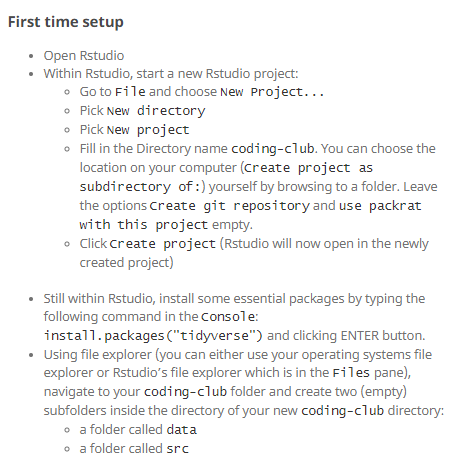 First time setup
Open Rstudio
Within Rstudio, start a new Rstudio project:
Go to File and choose New Project...
Pick New directory
Pick New project
Fill in the Directory name coding-club. You can choose the
location on your computer (Create project as
subdirectory of:) yourself by browsing to a folder. Leave
the options Create git repository and use packrat
with this project empty.
Click Create project (Rstudio will now open in the newly
created project)
Still within Rstudio, install some essential packages by typing the
following command in the Console:
install.packages("tidyverse") and clicking ENTER button.
Using file explorer (you can either use your operating systems file
explorer or Rstudio's file explorer which is in the Files pane),
navigate to your coding-club folder and create two (empty)
subfolders inside the directory of your new coding-club directory:
a folder called data
a folder called src